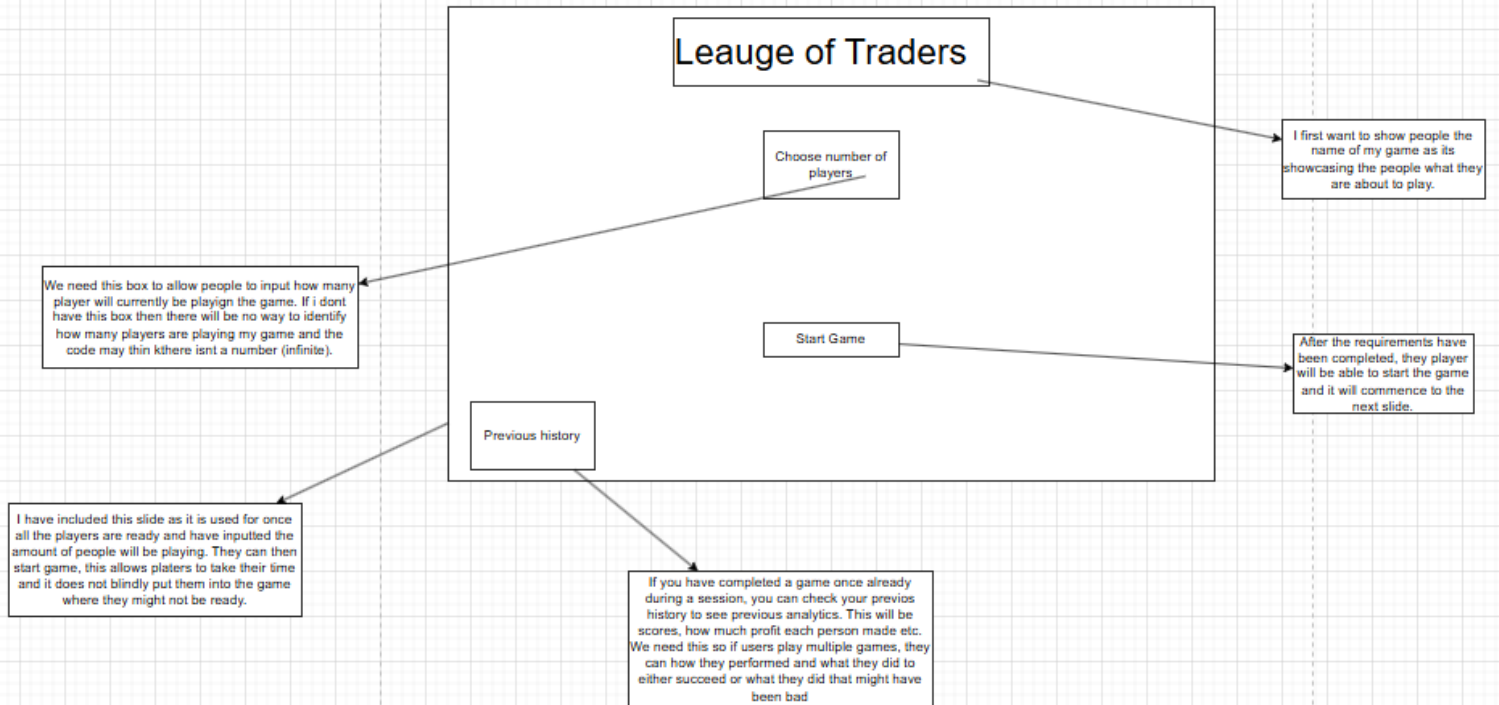 Leauge of Traders
Choose number of
players
I first want to show people the
name of my game as its
showcasing the people what they
are about to play.
We need this box to allow people to input how many
player will currently be playign the game. If i dont
have this box then there will be no way to identify
how many players are playing my game and the
code may thin kthere isnt a number (infinite).
Start Game
After the requirements have
been completed, they player
will be able to start the game
and it will commence to the
next slide.
Previous history
I have included this slide as it is used for once
all the players are ready and have inputted the
amount of people will be playing. They can then
start game, this allows platers to take their time
and it does not blindly put them into the game
where they might not be ready.
If you have completed a game once already
during a session, you can check your previos
history to see previous analytics. This will be
scores, how much profit each person made etc.
We need this so if users play multiple games, they
can how they performed and what they did to
either succeed or what they did that might have
been bad